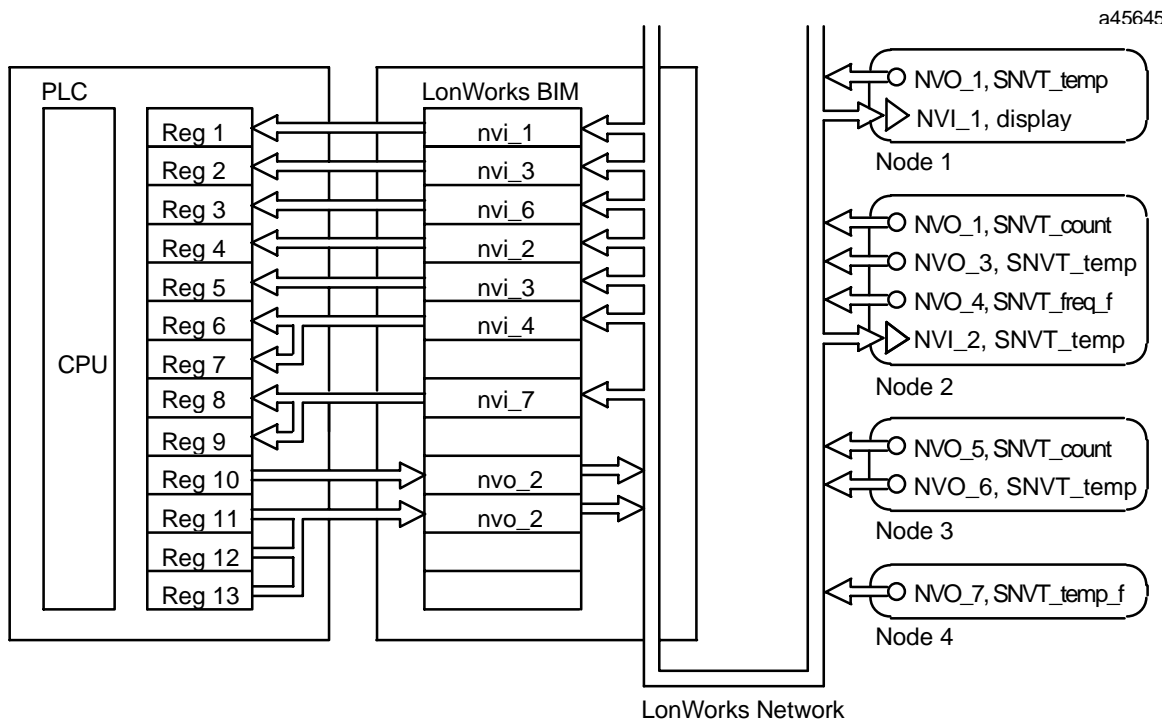 a45645
PLC
CPU
Reg 1
Reg 2
Reg 3
Reg 4
Reg 5
Reg 6
Reg 7
Reg 8
Reg 9
Reg 10
Reg 11
Reg 12
Reg 13
LonWorks BIM
nvi_1
nvi_3
nvi_6
nvi_2
nvi_3
nvi_4
nvi_7
nvo_2
nvo_2
NVO_1, SNVT_temp
NVI_1, display
Node 1
NVO_1, SNVT_count
NVO_3, SNVT_temp
NVO_4, SNVT_freq_f
NVI_2, SNVT_temp
Node 2
NVO_5, SNVT_count
NVO_6, SNVT_temp
Node 3
NVO_7, SNVT_temp_f
Node 4
LonWorks Network